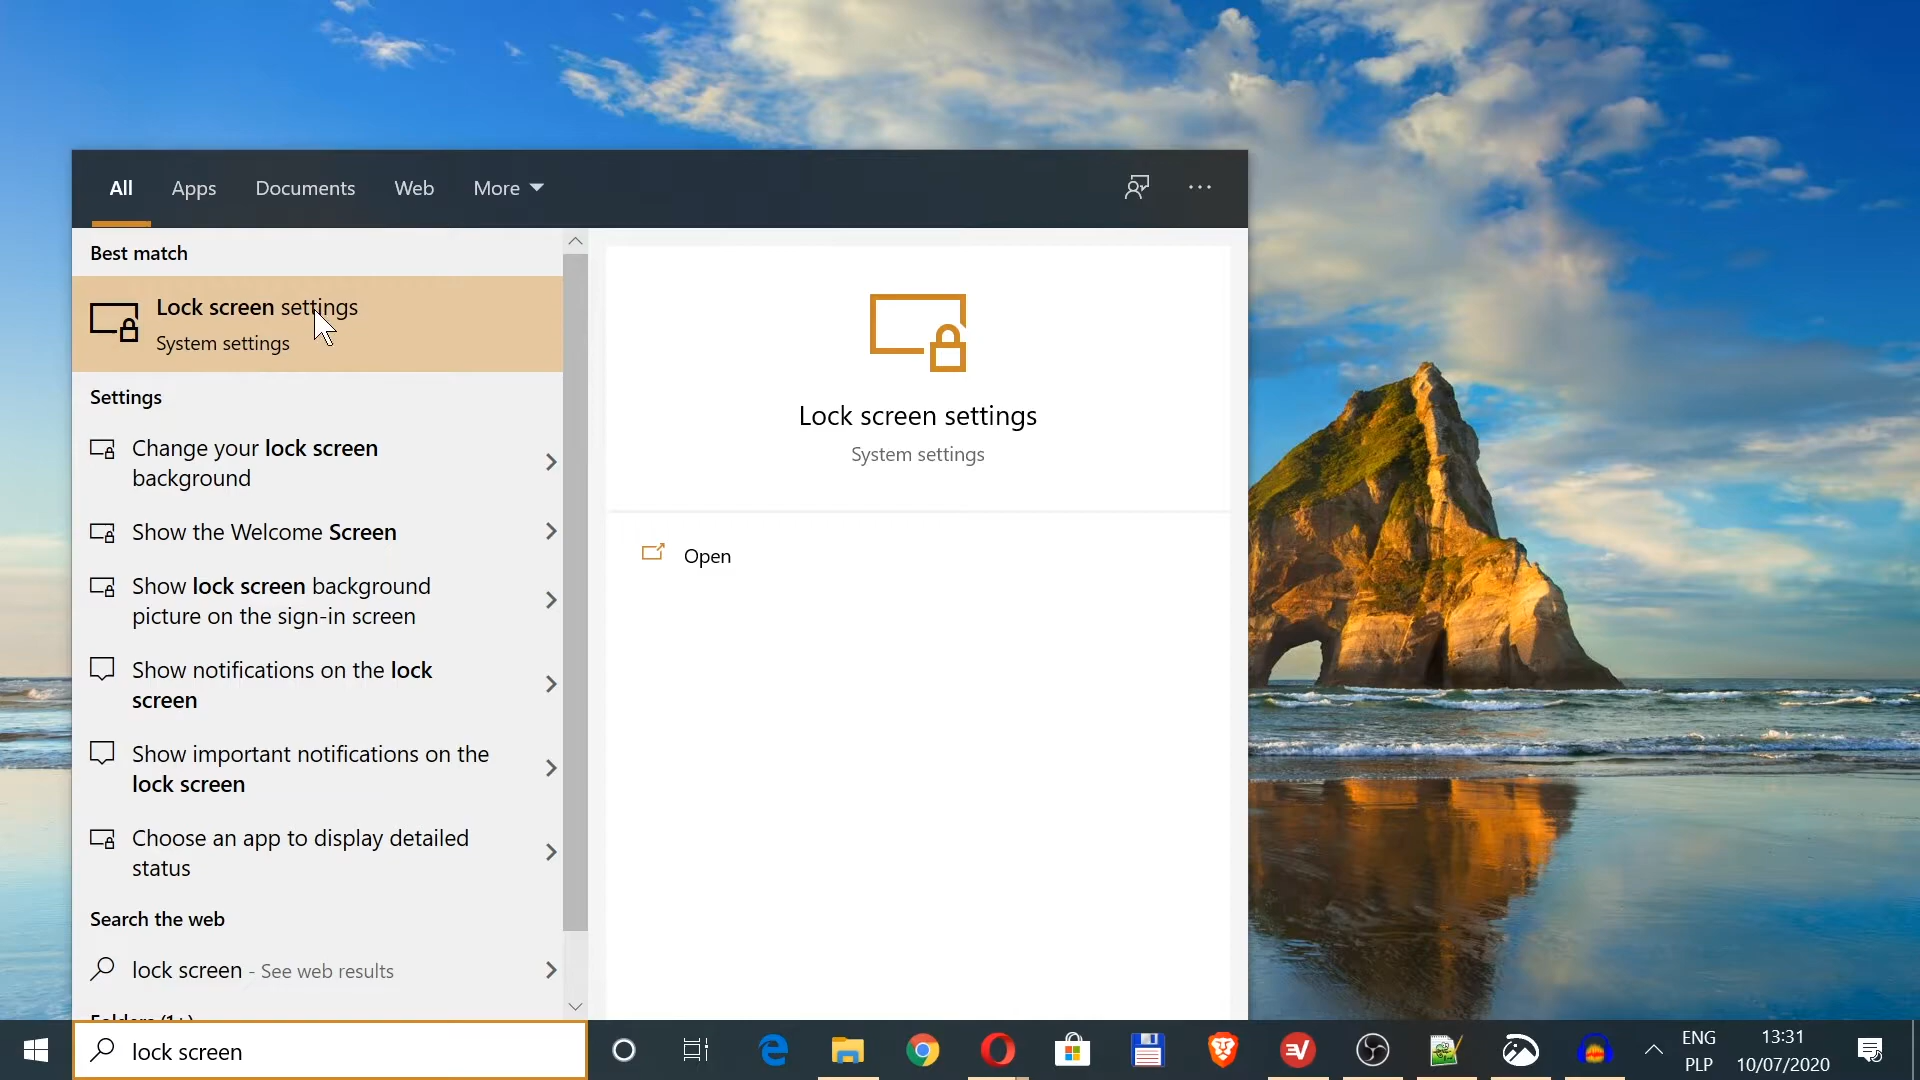 All Apps Documents Web More
Best match
Lock screen settings
System settings
Settings
Change your lock screen
background
Show the Welcome Screen
Show lock screen background
picture on the sign-in screen
Show notifications on the lock
screen
Show important notifications on the
lock screen
Choose an app to display detailed
status
Search the web
lock screen - See web results
Folders (1+)
Lock screen settings
System settings
Open
lock screen
ENG
PLP
13:31
10/07/2020